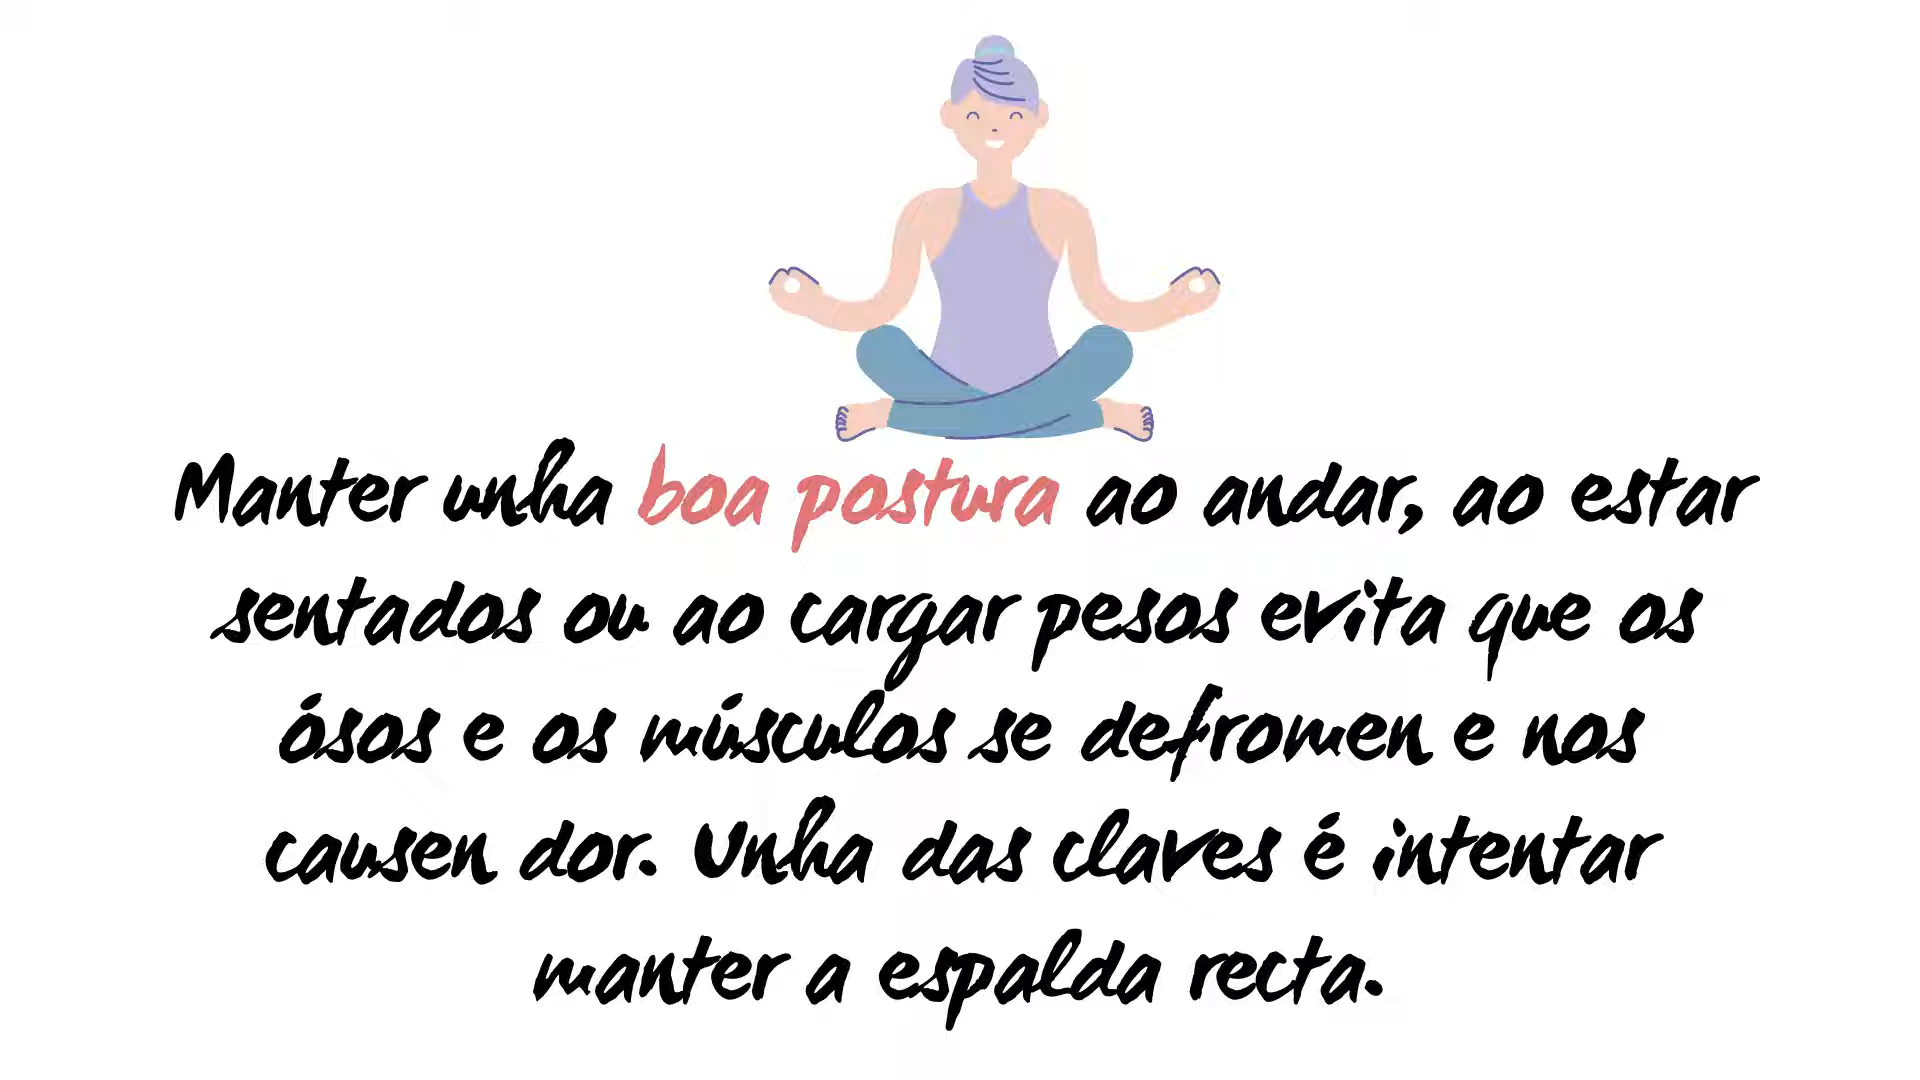 Manter unha boa postura ao andar, ao estar
sentados ou ao cargar pesos evita que os
ósos e os músculos se defromen e nos
causen dor. Unha das claves é intentar
manter a espalda recta.